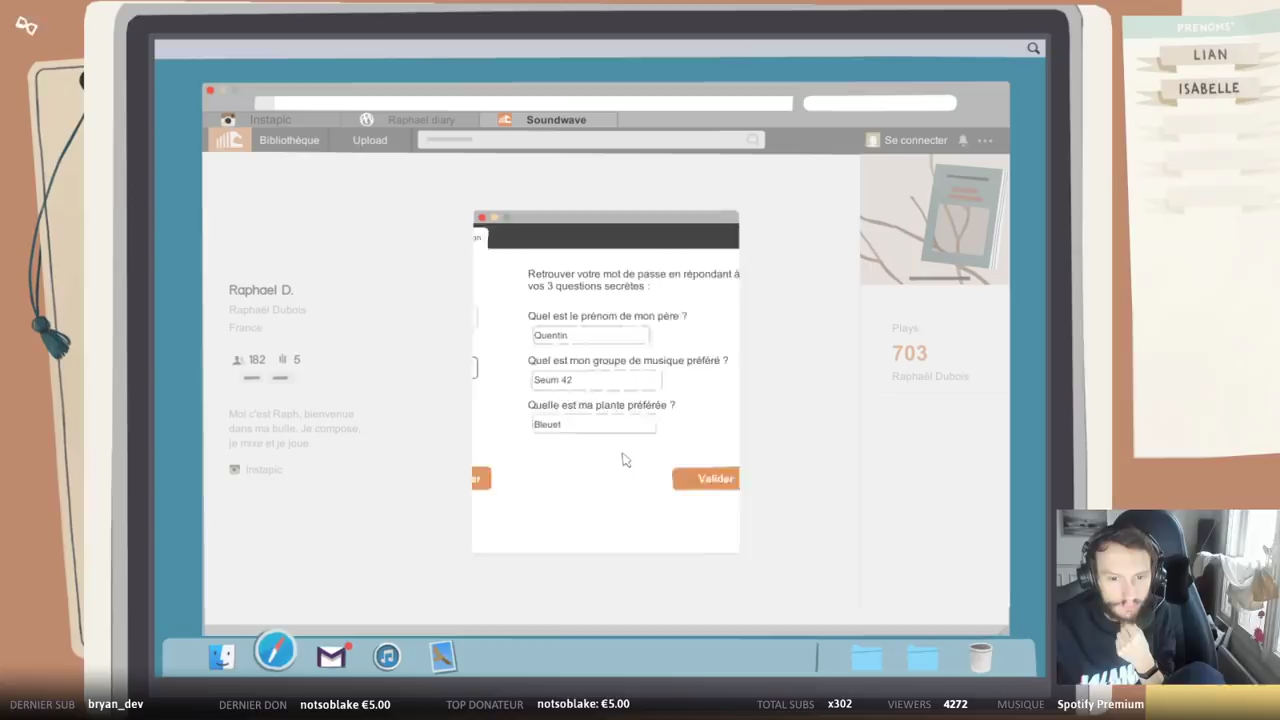 PRENOMS*
LIAN
ISABELLE
Instapic
Raphael diary
Soundwave
Bibliothèque
Upload
Se connecter
Raphael D.
Raphaël Dubois
France
182
5
Moi c'est Raph, bienvenue
dans ma bulle. Je compose,
je mixe et je joue.
Instapic
Retrouver votre mot de passe en répondant à
vos 3 questions secrètes :
Quel est le prénom de mon père ?
Quentin
Quel est mon groupe de musique préféré ?
Seum 42
Quelle est ma plante préférée ?
Bleuet
er
Valider
Plays
703
Raphaël Dubois
DERNIER SUB bryan_dev DERNIER DON notsoblake €5.00 TOP DONATEUR notsoblake: €5.00 TOTAL SUBS x302 VIEWERS 4272 MUSIQUE Spotify Premium